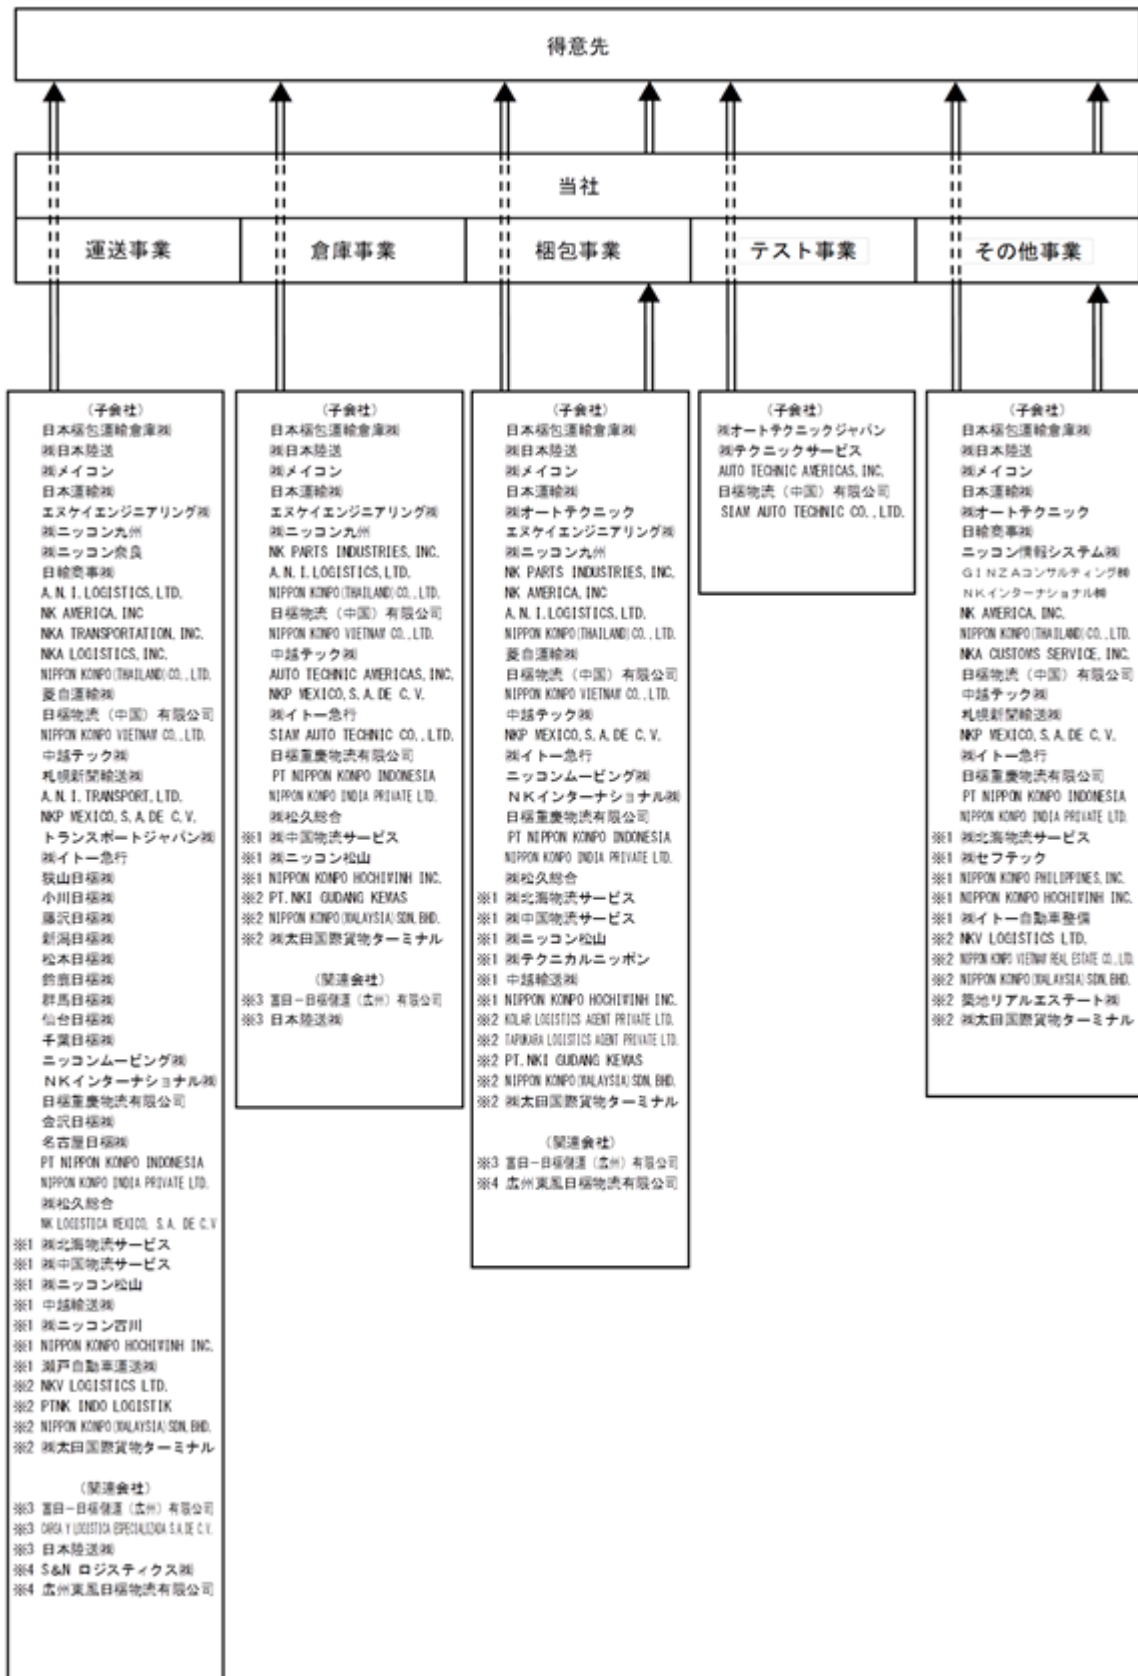 得意先
当社
運送事業
倉庫事業
梱包事業
テスト事業
その他事業
(子会社)
日本梱包運輸倉庫㈱
㈱日本陸送
㈱メイコン
日本運輸㈱
エヌケイエンジニアリング㈱
㈱ニッコン九州
㈱ニッコン奈良
日輸商事㈱
A.N.I.LOGISTICS,LTD.
NK AMERICA,INC
NKA TRANSPORTATION,INC.
NKA LOGISTICS,INC.
NIPPON KONPO(THAILAND)CO.,LTD.
菱自運輸㈱
日梱物流(中国)有限公司
NIPPON KONPO VIETNAM CO.,LTD.
中越テック㈱
札幌新聞輸送㈱
A.N.I.TRANSPORT,LTD.
NKP MEXICO,S.A.DE C.V.
トランスポートジャパン㈱
㈱イトー急行
狭山日梱㈱
小川日梱㈱
藤沢日梱㈱
新潟日梱㈱
松本日梱㈱
鈴鹿日梱㈱
群馬日梱㈱
仙台日梱㈱
千葉日梱㈱
ニッコンムービング㈱
NKインターナショナル㈱
日梱重慶物流有限公司
金沢日梱㈱
名古屋日梱㈱
PT NIPPON KONPO INDONESIA
NIPPON KONPO INDIA PRIVATE LTD.
㈱松久総合
NK LOGISTICA MEXICO, S.A. DE C.V
※1 ㈱北海物流サービス
※1 ㈱中国物流サービス
※1 ㈱ニッコン松山
※1 中越輸送㈱
※1 ㈱ニッコン古川
※1 NIPPON KONPO HOCHIMINH INC.
※1 瀬戸自動車運送㈱
※2 NKV LOGISTICS LTD.
※2 PTNK INDO LOGISTIK
※2 NIPPON KONPO(MALAYSIA)SDN.BHD.
※2 ㈱太田国際貨物ターミナル
(関連会社)
※3 富田-日梱儲運(広州)有限公司
※3 CARGA Y LOGISTICA ESPECIALIZADA S.A.DE C.V.
※3 日本陸送㈱
※4 S&N ロジスティクス㈱
※4 広州東風日梱物流有限公司
(子会社)
日本梱包運輸倉庫㈱
㈱日本陸送
㈱メイコン
日本運輸㈱
エヌケイエンジニアリング㈱
㈱ニッコン九州
NK PARTS INDUSTRIES,INC.
A.N.I.LOGISTICS,LTD.
NIPPON KONPO(THAILAND)CO.,LTD.
日梱物流(中国)有限公司
NIPPON KONPO VIETNAM CO.,LTD.
中越テック㈱
AUTO TECHNIC AMERICAS,INC.
NKP MEXICO,S.A.DE C.V.
㈱イトー急行
SIAM AUTO TECHNIC CO.,LTD.
日梱重慶物流有限公司
PT NIPPON KONPO INDONESIA
NIPPON KONPO INDIA PRIVATE LTD.
㈱松久総合
※1 ㈱中国物流サービス
※1 ㈱ニッコン松山
※1 NIPPON KONPO HOCHIMINH INC.
※2 PT.NKI GUDANG KEMAS
※2 NIPPON KONPO(MALAYSIA)SDN.BHD.
※2 ㈱太田国際貨物ターミナル
(関連会社)
※3 富田-日梱儲運(広州)有限公司
※3 日本陸送㈱
(子会社)
日本梱包運輸倉庫㈱
㈱日本陸送
㈱メイコン
日本運輸㈱
㈱オートテクニック
エヌケイエンジニアリング㈱
㈱ニッコン九州
NK PARTS INDUSTRIES,INC.
NK AMERICA,INC
A.N.I.LOGISTICS,LTD.
NIPPON KONPO(THAILAND)CO.,LTD.
菱自運輸㈱
日梱物流(中国)有限公司
NIPPON KONPO VIETNAM CO.,LTD.
中越テック㈱
NKP MEXICO,S.A.DE C.V.
㈱イトー急行
ニッコンムービング㈱
NKインターナショナル㈱
日梱重慶物流有限公司
PT NIPPON KONPO INDONESIA
NIPPON KONPO INDIA PRIVATE LTD.
㈱松久総合
※1 ㈱北海物流サービス
※1 ㈱中国物流サービス
※1 ㈱ニッコン松山
※1 ㈱テクニカルニッポン
※1 中越輸送㈱
※1 NIPPON KONPO HOCHIMINH INC.
※2 KOLAR LOGISTICS AGENT PRIVATE LTD.
※2 TAPUKARA LOGISTICS AGENT PRIVATE LTD.
※2 PT.NKI GUDANG KEMAS
※2 NIPPON KONPO(MALAYSIA)SDN.BHD.
※2 ㈱太田国際貨物ターミナル
(関連会社)
※3 富田-日梱儲運(広州)有限公司
※4 広州東風日梱物流有限公司
(子会社)
㈱オートテクニックジャパン
㈱テクニックサービス
AUTO TECHNIC AMERICAS,INC.
日梱物流(中国)有限公司
SIAM AUTO TECHNIC CO.,LTD.
(子会社)
日本梱包運輸倉庫㈱
㈱日本陸送
㈱メイコン
日本運輸㈱
㈱オートテクニック
日輸商事㈱
ニッコン情報システム㈱
GINZAコンサルティング㈱
NKインターナショナル㈱
NK AMERICA,INC.
NIPPON KONPO(THAILAND)CO.,LTD.
NKA CUSTOMS SERVICE,INC.
日梱物流(中国)有限公司
中越テック㈱
札幌新聞輸送㈱
NKP MEXICO,S.A.DE C.V.
㈱イトー急行
日梱重慶物流有限公司
PT NIPPON KONPO INDONESIA
NIPPON KONPO INDIA PRIVATE LTD.
※1 ㈱北海物流サービス
※1 ㈱セフテック
※1 NIPPON KONPO PHILIPPINES,INC.
※1 NIPPON KONPO HOCHIMINH INC.
※1 ㈱イトー自動車整備
※2 NKV LOGISTICS LTD.
※2 NIPPON KONPO VIETNAM REAL ESTATE CO.,LTD.
※2 NIPPON KONPO(MALAYSIA)SDN.BHD.
※2 築地リアルエステート㈱
※2 ㈱太田国際貨物ターミナル